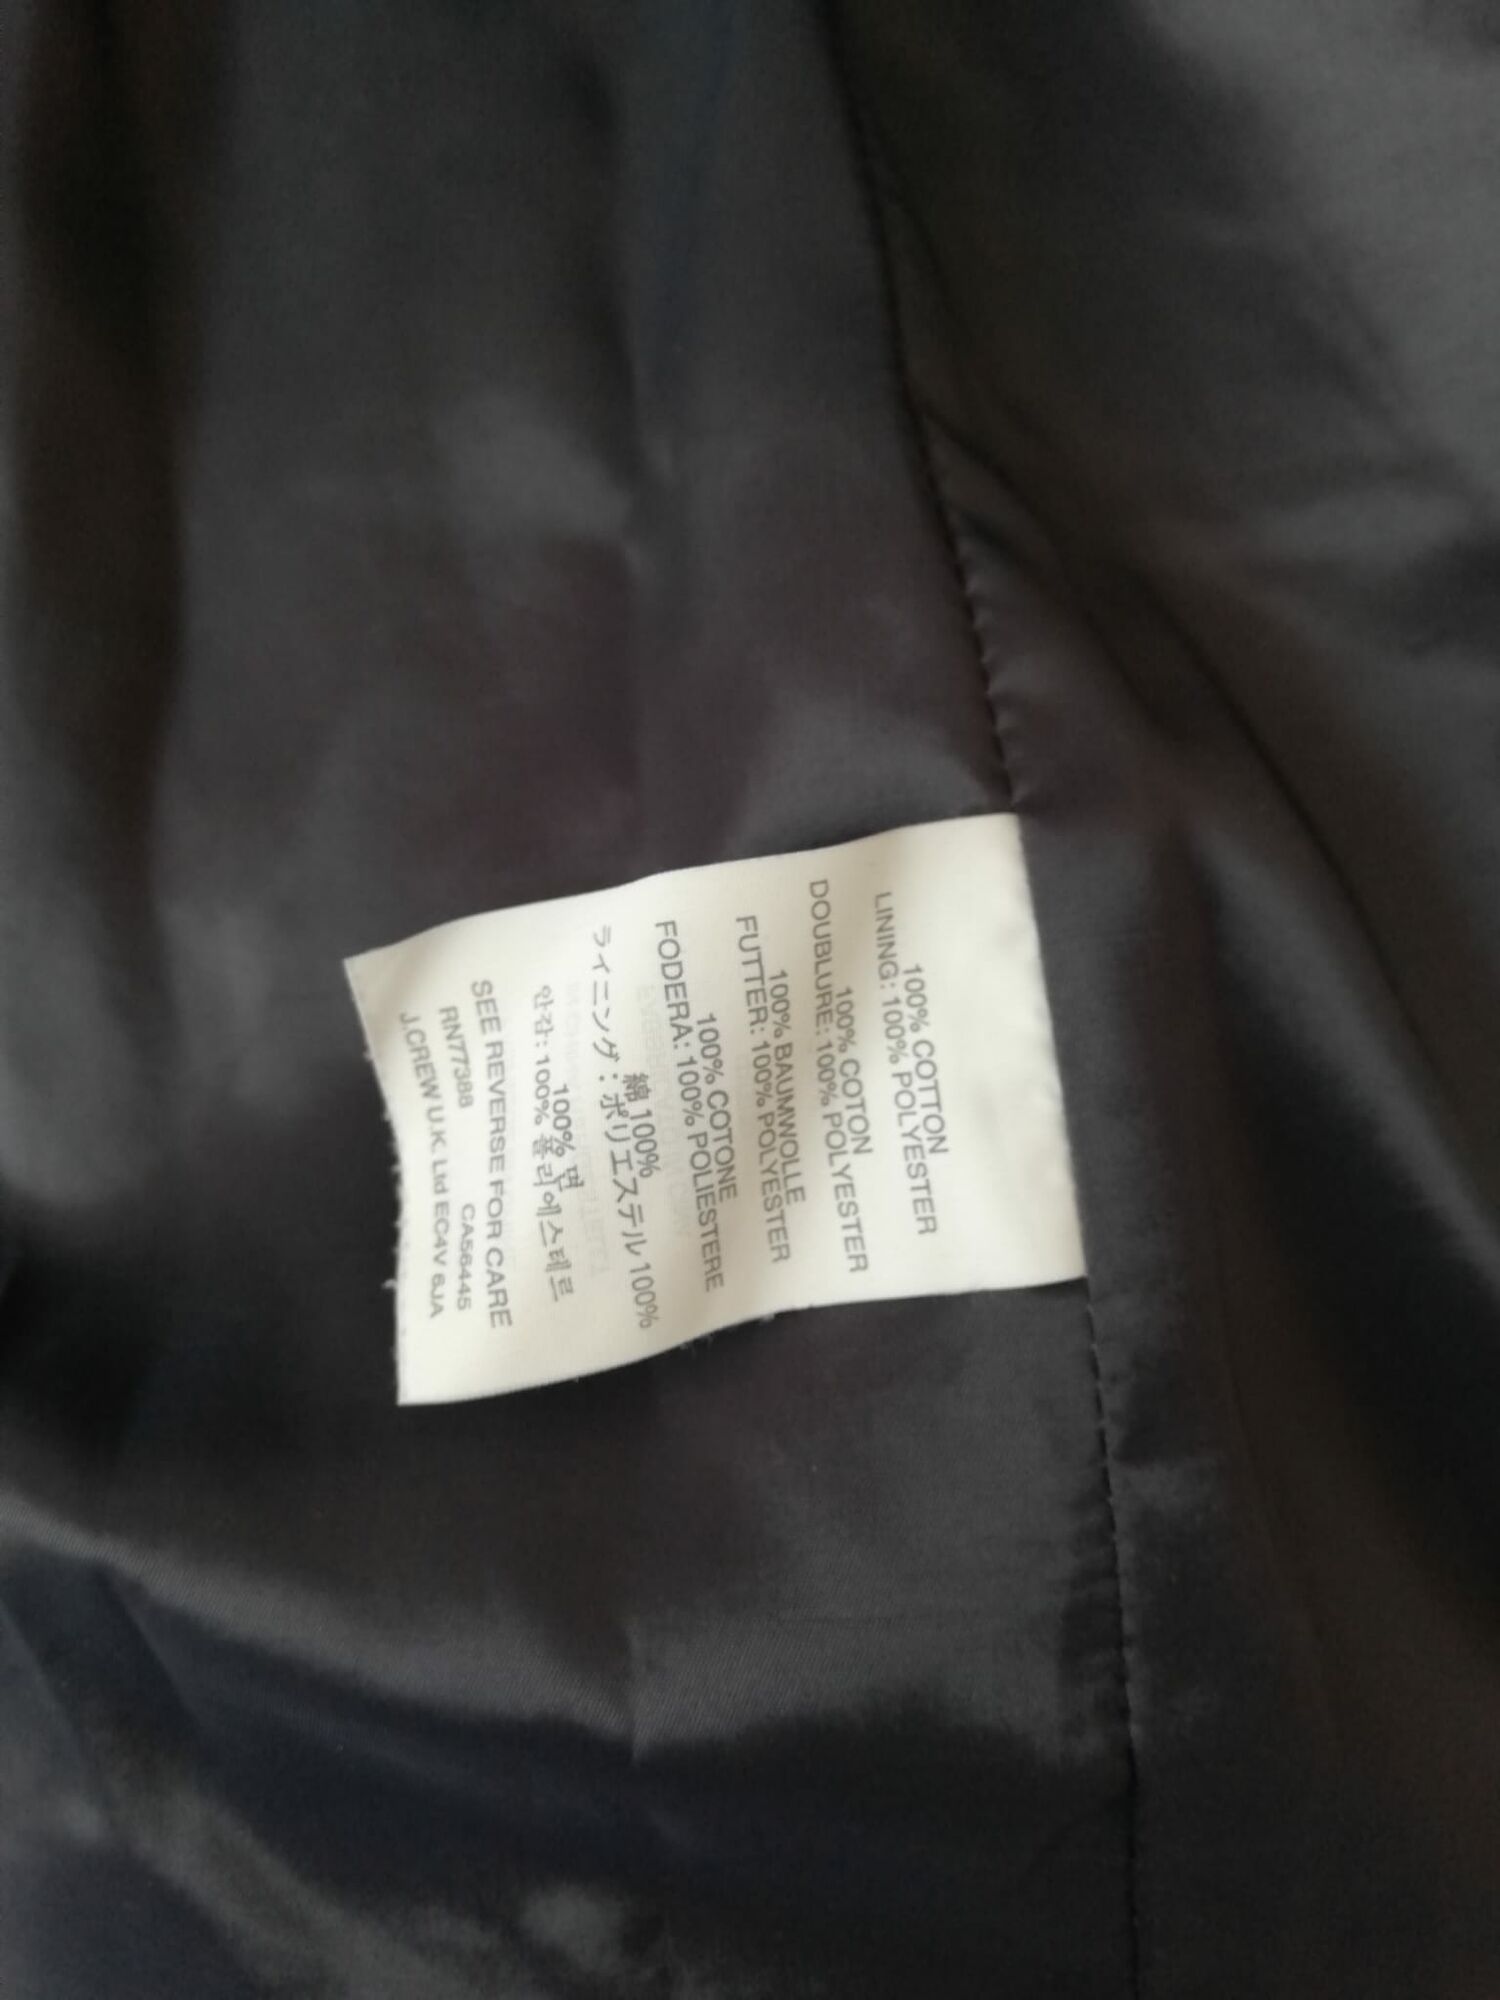 100% COTTON
LINING: 100% POLYESTER
100% COTON
DOUBLURE: 100% POLYESTER
100% BAUMWOLLE
FUTTER: 100% POLYESTER
100% COTONE
FODERA: 100% POLIESTERE
綿 100%
ライニング : ポリエステル 100%
100% 면
안감: 100% 폴리에스테르
SEE REVERSE FOR CARE
RN77388 CA56445
J.CREW U.K. Ltd EC4V 6JA